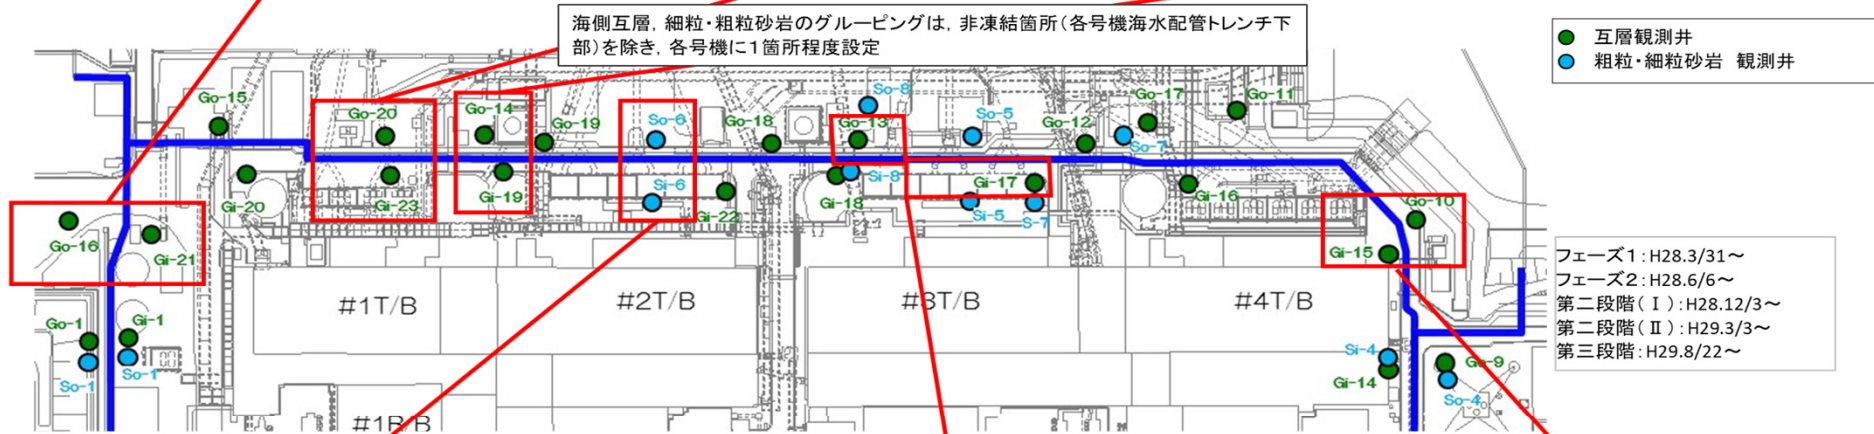 海側互層，細粒・粗粒砂岩のグルーピングは，非凍結箇所（各号機海水配管トレンチ下
部）を除き，各号機に１箇所程度設定
互層観測井
粗粒・細粒砂岩　観測井
Go-15
Go-20
Go-14
Go-19
So-6
Go-18
So-8
Go-13
So-5
Go-12
Go-17
So-7
Go-11
Gi-20
Gi-23
Gi-19
Si-6
Gi-22
Gi-18
Si-8
Gi-17
Si-5
S-7
Gi-16
Go-10
Gi-15
Go-16
Gi-21
フェーズ１：H28.3/31～
フェーズ２：H28.6/6～
第二段階（Ⅰ）：H28.12/3～
第二段階（Ⅱ）：H29.3/3～
第三段階：H29.8/22～
#1T/B
#2T/B
#3T/B
#4T/B
Go-1
Gi-1
So-1
So-1
Si-4
Gi-14
Go-9
So-4
#1R/B